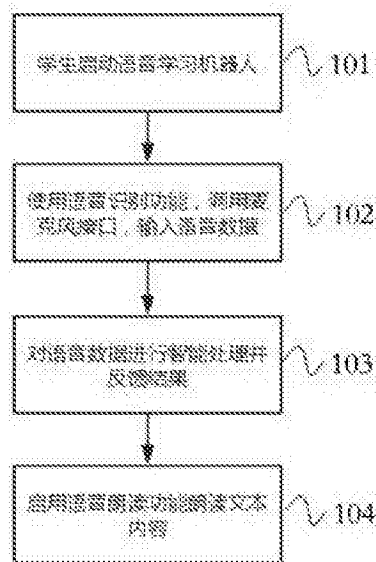 学生启动语音学习机器人
101
使用语音识别功能，调用麦
克风接口，输入语音数据
102
对语音数据进行智能处理并
反馈结果
103
启用语音朗读功能朗读文本
内容
104